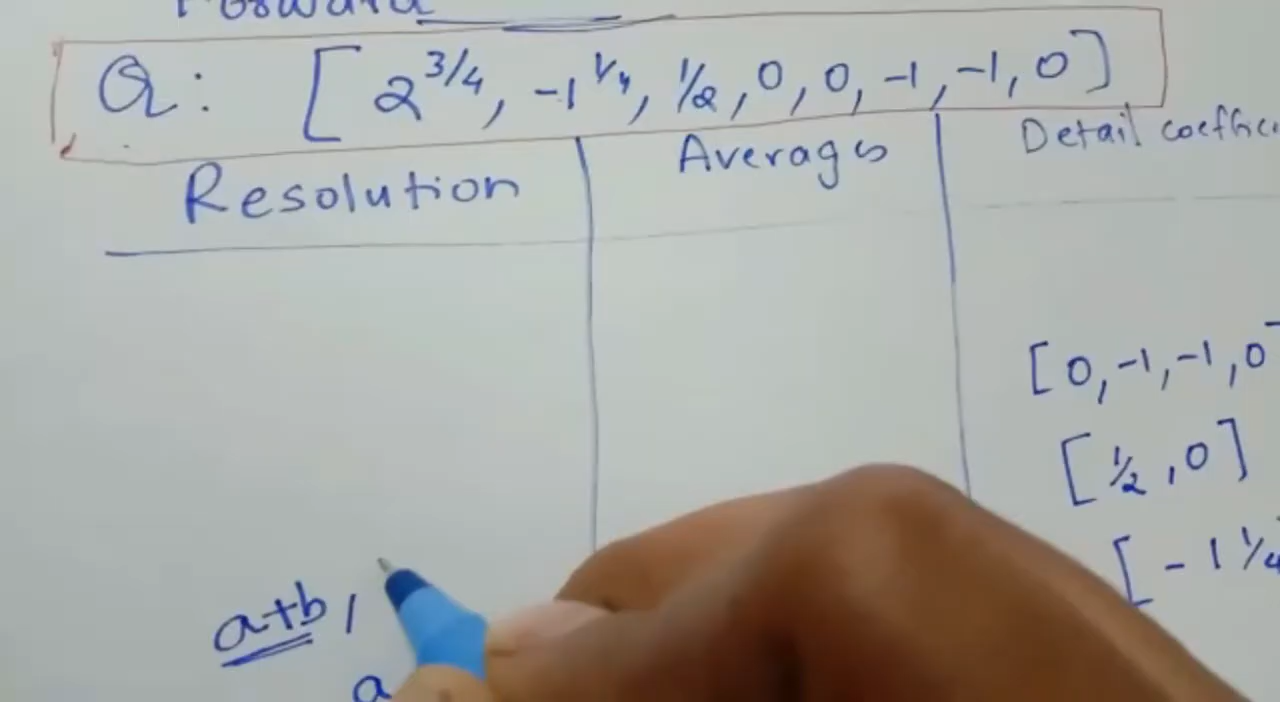 Q: [2^3/4, -1^1/4, 1/2, 0, 0, -1, -1, 0]
Resolution
Averages
Detail coeffici
[0, -1, -1, 0
[1/2, 0]
[-1 1/4
a+b,
a